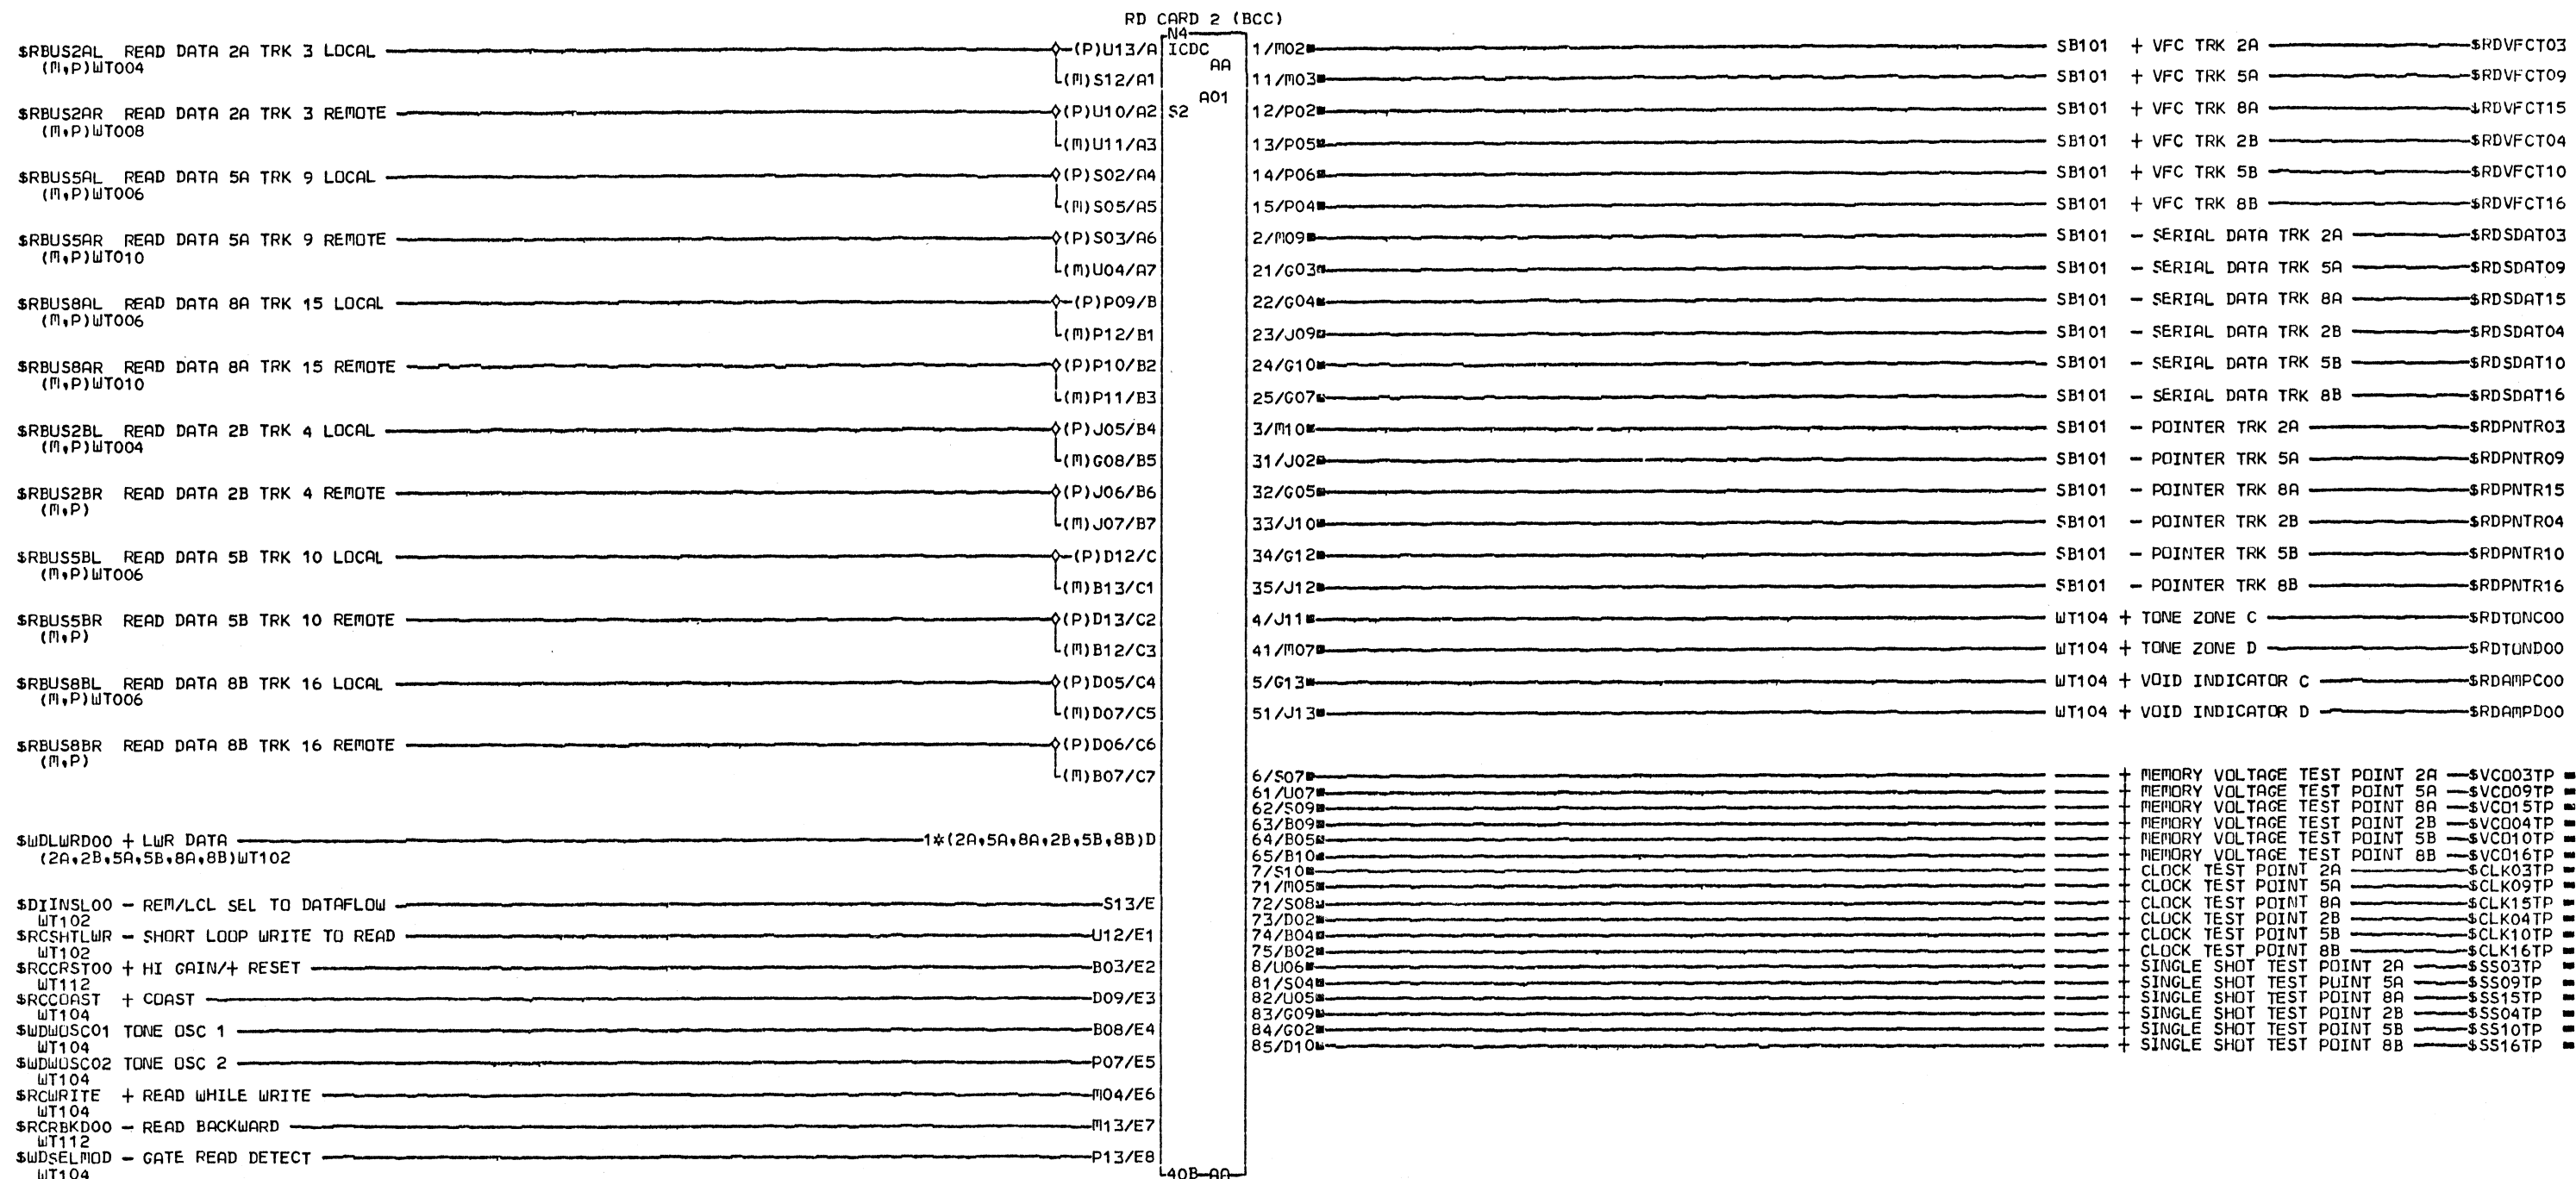 RD CARD 2 (BCC)
N4
$RBUS2AL READ DATA 2A TRK 3 LOCAL (P)U13/A ICDC 1/M02 SB101 + VFC TRK 2A $RDVFCT03
(M,P)WT004 AA
(M)S12/A1 11/M03 SB101 + VFC TRK 5A $RDVFCT09
A01
$RBUS2AR READ DATA 2A TRK 3 REMOTE (P)U10/A2 S2 12/P02 SB101 + VFC TRK 8A $RDVFCT15
(M,P)WT008
(M)U11/A3 13/P05 SB101 + VFC TRK 2B $RDVFCT04
$RBUS5AL READ DATA 5A TRK 9 LOCAL (P)S02/A4 14/P06 SB101 + VFC TRK 5B $RDVFCT10
(M,P)WT006
(M)S05/A5 15/P04 SB101 + VFC TRK 8B $RDVFCT16
$RBUS5AR READ DATA 5A TRK 9 REMOTE (P)S03/A6 2/M09 SB101 - SERIAL DATA TRK 2A $RDSDAT03
(M,P)WT010
(M)U04/A7 21/G03 SB101 - SERIAL DATA TRK 5A $RDSDAT09
$RBUS8AL READ DATA 8A TRK 15 LOCAL (P)P09/B 22/G04 SB101 - SERIAL DATA TRK 8A $RDSDAT15
(M,P)WT006
(M)P12/B1 23/J09 SB101 - SERIAL DATA TRK 2B $RDSDAT04
$RBUS8AR READ DATA 8A TRK 15 REMOTE (P)P10/B2 24/G10 SB101 - SERIAL DATA TRK 5B $RDSDAT10
(M,P)WT010
(M)P11/B3 25/G07 SB101 - SERIAL DATA TRK 8B $RDSDAT16
$RBUS2BL READ DATA 2B TRK 4 LOCAL (P)J05/B4 3/M10 SB101 - POINTER TRK 2A $RDPNTR03
(M,P)WT004
(M)G08/B5 31/J02 SB101 - POINTER TRK 5A $RDPNTR09
$RBUS2BR READ DATA 2B TRK 4 REMOTE (P)J06/B6 32/G05 SB101 - POINTER TRK 8A $RDPNTR15
(M,P)
(M)J07/B7 33/J10 SB101 - POINTER TRK 2B $RDPNTR04
$RBUS5BL READ DATA 5B TRK 10 LOCAL (P)D12/C 34/G12 SB101 - POINTER TRK 5B $RDPNTR10
(M,P)WT006
(M)B13/C1 35/J12 SB101 - POINTER TRK 8B $RDPNTR16
$RBUS5BR READ DATA 5B TRK 10 REMOTE (P)D13/C2 4/J11 WT104 + TONE ZONE C $RDTONC00
(M,P)
(M)B12/C3 41/M07 WT104 + TONE ZONE D $RDTOND00
$RBUS8BL READ DATA 8B TRK 16 LOCAL (P)D05/C4 5/G13 WT104 + VOID INDICATOR C $RDAMPC00
(M,P)WT006
(M)D07/C5 51/J13 WT104 + VOID INDICATOR D $RDAMPD00
$RBUS8BR READ DATA 8B TRK 16 REMOTE (P)D06/C6
(M,P)
(M)B07/C7 6/S07 + MEMORY VOLTAGE TEST POINT 2A $VCO03TP
61/U07 + MEMORY VOLTAGE TEST POINT 5A $VCO09TP
62/S09 + MEMORY VOLTAGE TEST POINT 8A $VCO15TP
63/B09 + MEMORY VOLTAGE TEST POINT 2B $VCO04TP
$WDLWRD00 + LWR DATA 1*(2A,5A,8A,2B,5B,8B)D 64/B05 + MEMORY VOLTAGE TEST POINT 5B $VCO10TP
(2A,2B,5A,5B,8A,8B)WT102 65/B10 + MEMORY VOLTAGE TEST POINT 8B $VCO16TP
7/S10 + CLOCK TEST POINT 2A $CLK03TP
71/M05 + CLOCK TEST POINT 5A $CLK09TP
$DIINSL00 - REM/LCL SEL TO DATAFLOW S13/E 72/S08 + CLOCK TEST POINT 8A $CLK15TP
WT102 73/D02 + CLOCK TEST POINT 2B $CLK04TP
$RCSHTLWR - SHORT LOOP WRITE TO READ U12/E1 74/B04 + CLOCK TEST POINT 5B $CLK10TP
WT102 75/B02 + CLOCK TEST POINT 8B $CLK16TP
$RCCRST00 + HI GAIN/+ RESET B03/E2 8/U06 + SINGLE SHOT TEST POINT 2A $SS03TP
WT112 81/S04 + SINGLE SHOT TEST POINT 5A $SS09TP
$RCCOAST + COAST D09/E3 82/U05 + SINGLE SHOT TEST POINT 8A $SS15TP
WT104 83/G09 + SINGLE SHOT TEST POINT 2B $SS04TP
$WDWOSC01 TONE OSC 1 B08/E4 84/G02 + SINGLE SHOT TEST POINT 5B $SS10TP
WT104 85/D10 + SINGLE SHOT TEST POINT 8B $SS16TP
$WDWOSC02 TONE OSC 2 P07/E5
WT104
$RCWRITE + READ WHILE WRITE M04/E6
WT104
$RCRBKD00 - READ BACKWARD M13/E7
WT112
$WDSELMOD - GATE READ DETECT P13/E8
WT104 40B-AA